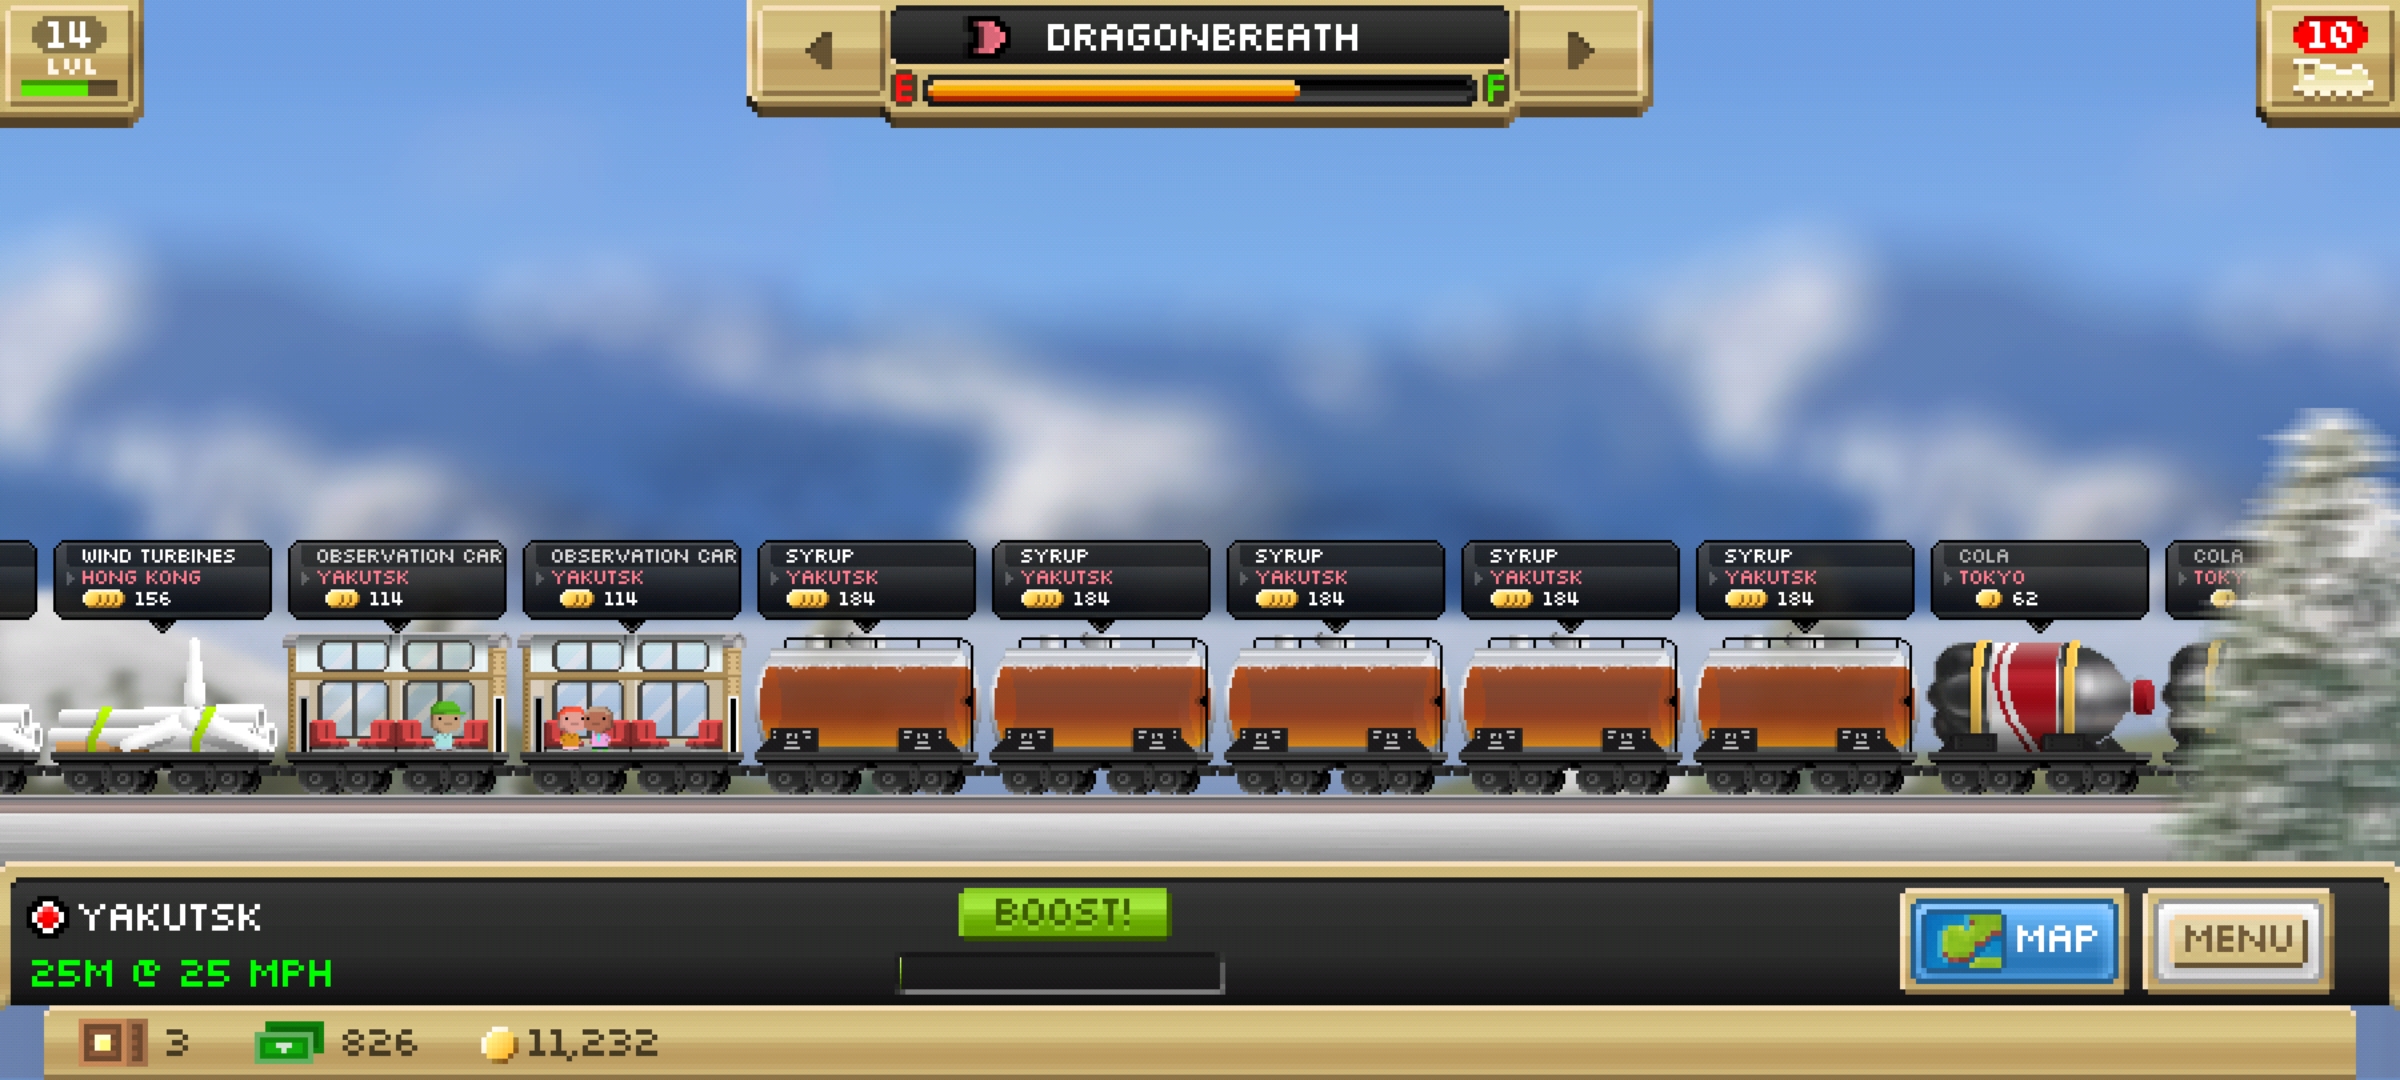 14
LVL
DRAGONBREATH
E
F
10
WIND TURBINES
HONG KONG
156
OBSERVATION CAR
YAKUTSK
114
OBSERVATION CAR
YAKUTSK
114
SYRUP
YAKUTSK
184
SYRUP
YAKUTSK
184
SYRUP
YAKUTSK
184
SYRUP
YAKUTSK
184
SYRUP
YAKUTSK
184
COLA
TOKYO
62
COLA
TOKY
YAKUTSK
25M @ 25 MPH
BOOST!
MAP
MENU
3
826
11,232